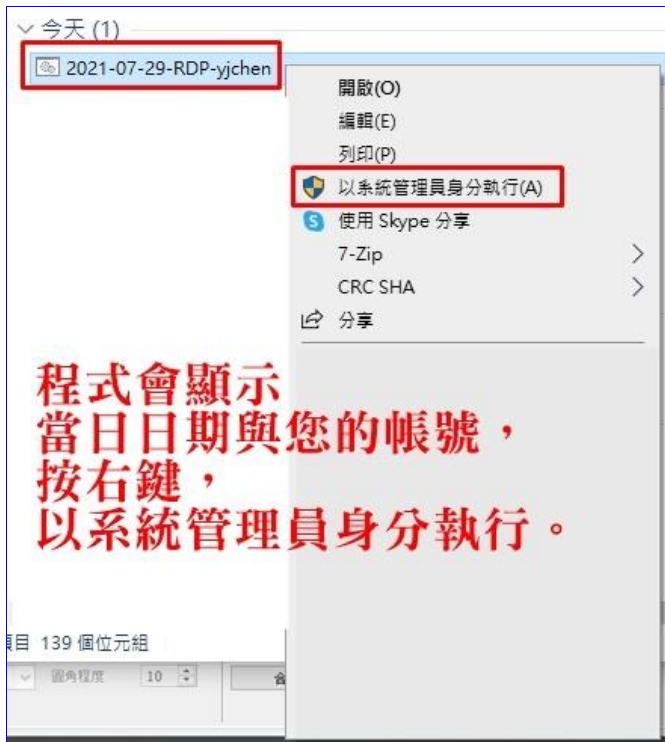 今天 (1)
2021-07-29-RDP-yjchen
開啟(O)
編輯(E)
列印(P)
以系統管理員身分執行(A)
使用 Skype 分享
7-Zip
CRC SHA
分享
程式會顯示
當日日期與您的帳號，
按右鍵，
以系統管理員身分執行。
目 139 個位元組
圓角程度 10